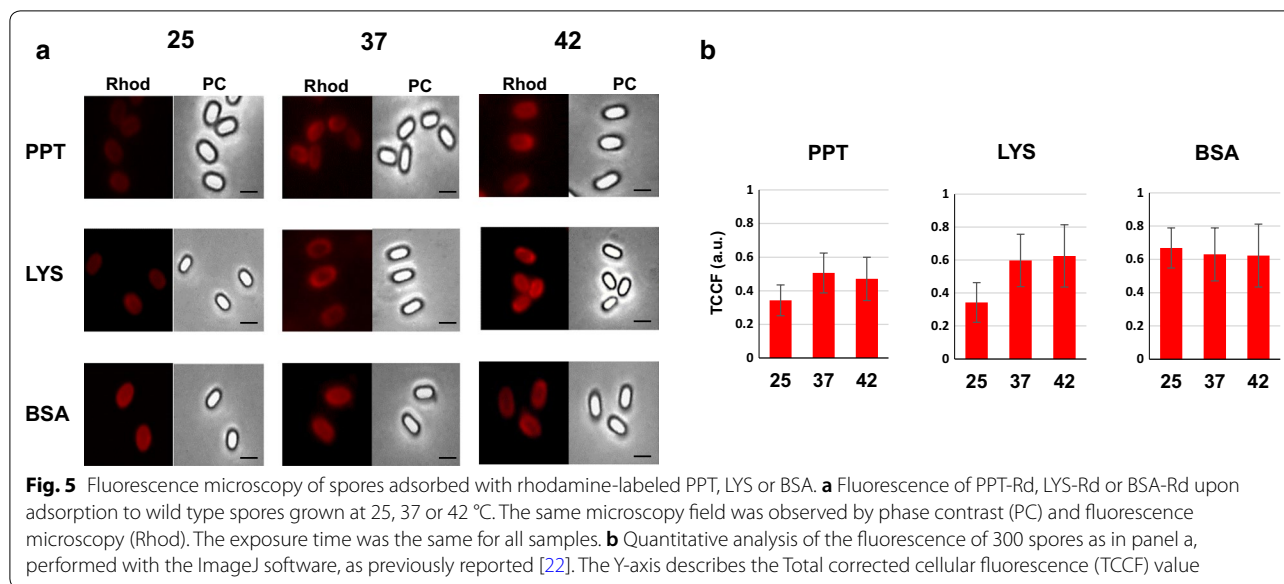 a
25 37 42
Rhod PC Rhod PC Rhod PC
PPT
LYS
BSA
b
PPT
LYS
BSA
TCCF (a.u.)
1
0.8
0.6
0.4
0.2
0
25 37 42
1
0.8
0.6
0.4
0.2
0
25 37 42
1
0.8
0.6
0.4
0.2
0
25 37 42
Fig. 5 Fluorescence microscopy of spores adsorbed with rhodamine-labeled PPT, LYS or BSA. a Fluorescence of PPT-Rd, LYS-Rd or BSA-Rd upon
adsorption to wild type spores grown at 25, 37 or 42 °C. The same microscopy field was observed by phase contrast (PC) and fluorescence
microscopy (Rhod). The exposure time was the same for all samples. b Quantitative analysis of the fluorescence of 300 spores as in panel a,
performed with the ImageJ software, as previously reported [22]. The Y-axis describes the Total corrected cellular fluorescence (TCCF) value